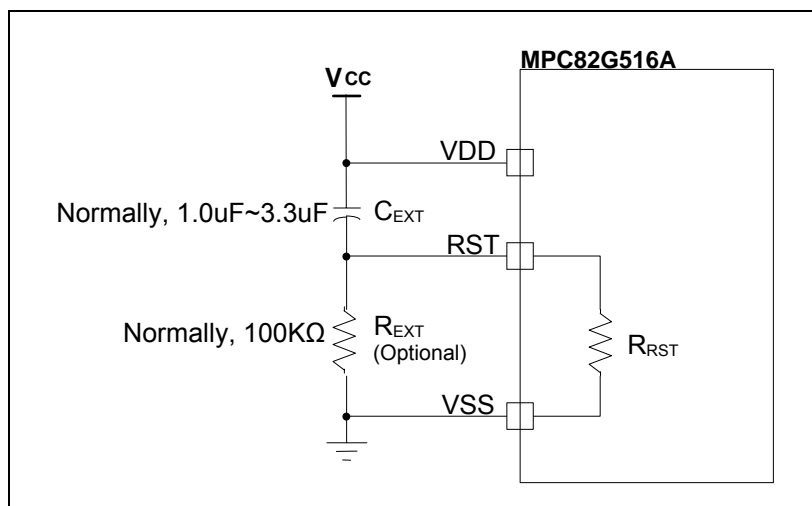 MPC82G516A
VCC
VDD
Normally, 1.0uF~3.3uF
CEXT
RST
Normally, 100KΩ
REXT
(Optional)
RRST
VSS